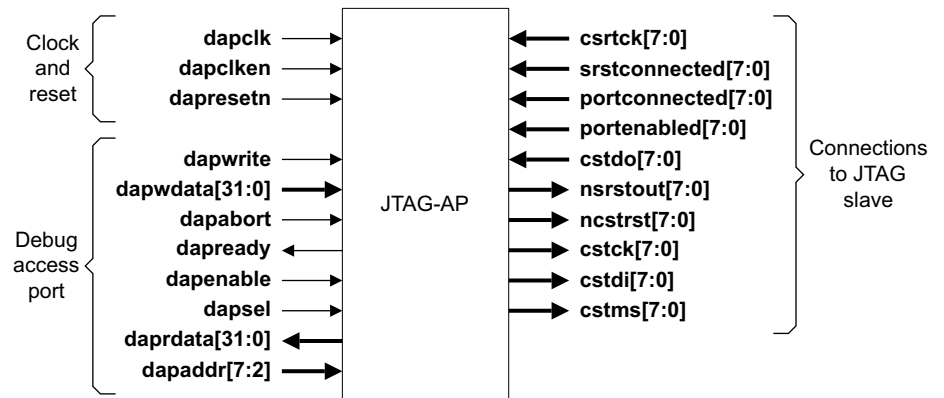 Clock
and
reset
dapclk
dapclken
dapresetn
Debug
access
port
dapwrite
dapwdata[31:0]
dapabort
dapready
dapenable
dapsel
daprdata[31:0]
dapaddr[7:2]
JTAG-AP
csrtck[7:0]
srstconnected[7:0]
portconnected[7:0]
portenabled[7:0]
cstdo[7:0]
nsrstout[7:0]
ncstrst[7:0]
cstck[7:0]
cstdi[7:0]
cstms[7:0]
Connections
to JTAG
slave